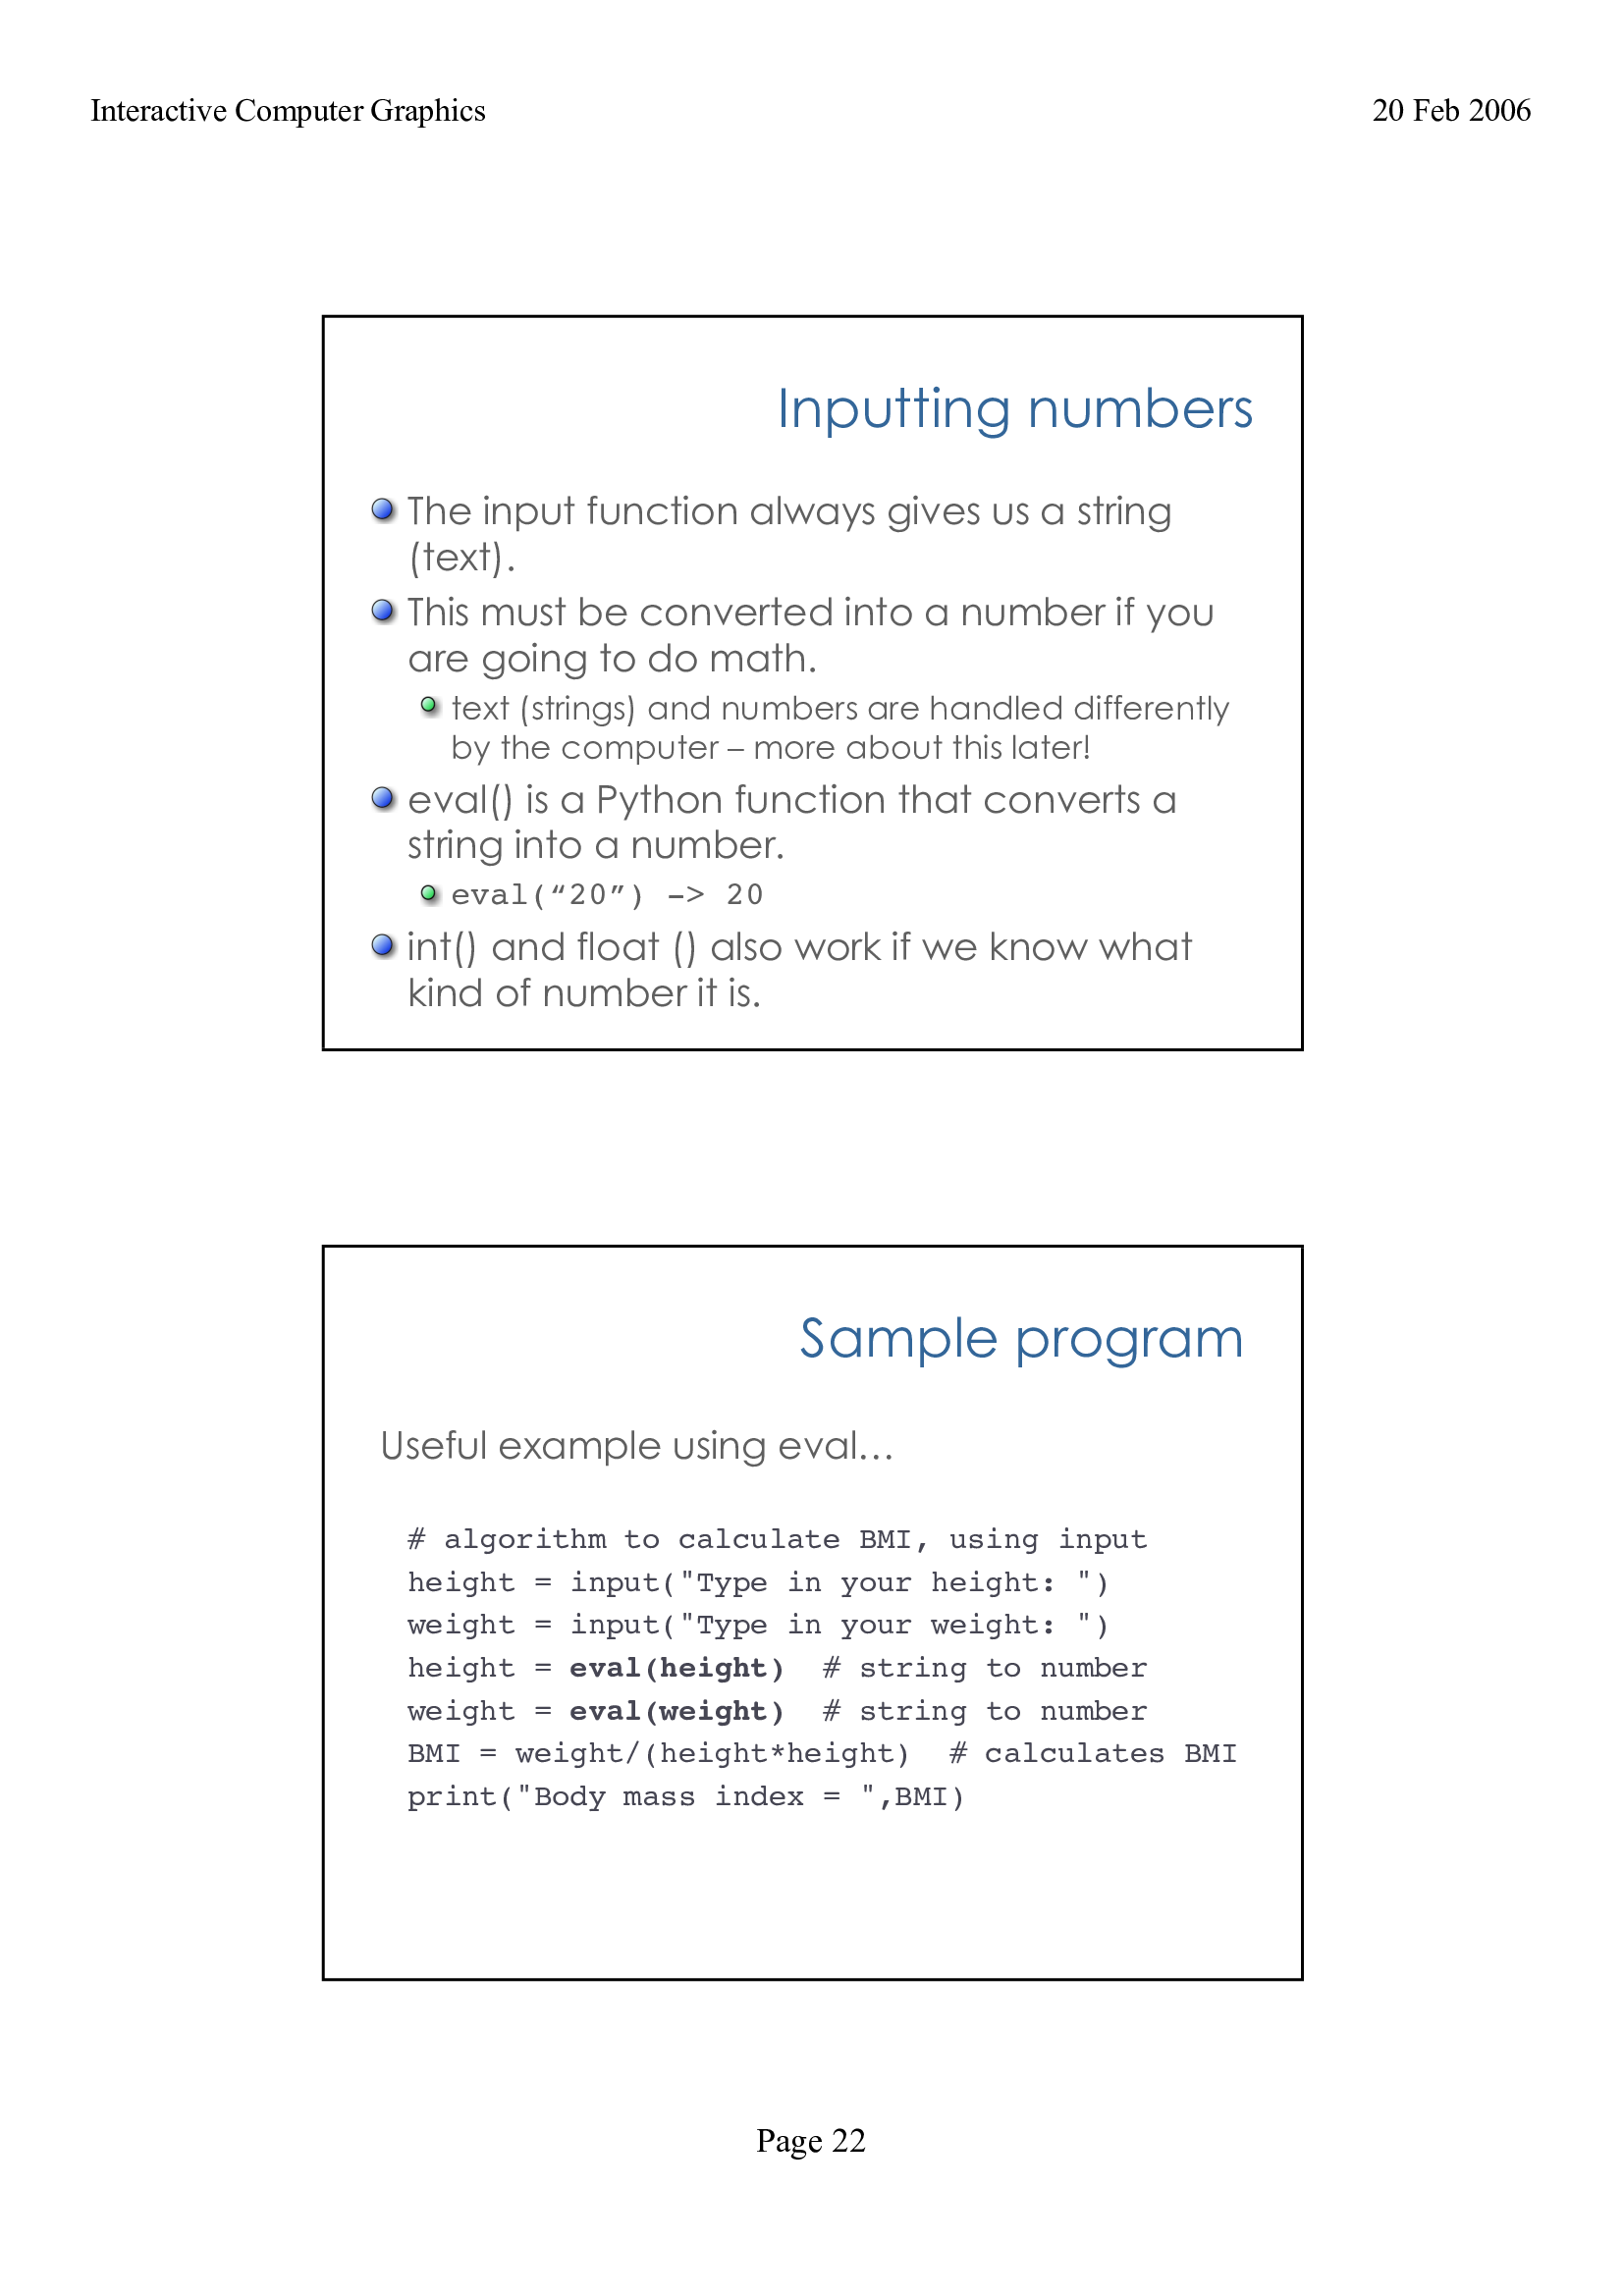 Interactive Computer Graphics 20 Feb 2006
Inputting numbers
The input function always gives us a string
(text).
This must be converted into a number if you
are going to do math.
text (strings) and numbers are handled differently
by the computer – more about this later!
eval() is a Python function that converts a
string into a number.
eval(“20”) -> 20
int() and float () also work if we know what
kind of number it is.
Sample program
Useful example using eval…
# algorithm to calculate BMI, using input
height = input("Type in your height: ")
weight = input("Type in your weight: ")
height = eval(height)  # string to number
weight = eval(weight)  # string to number
BMI = weight/(height*height)  # calculates BMI
print("Body mass index = ",BMI)
Page 22